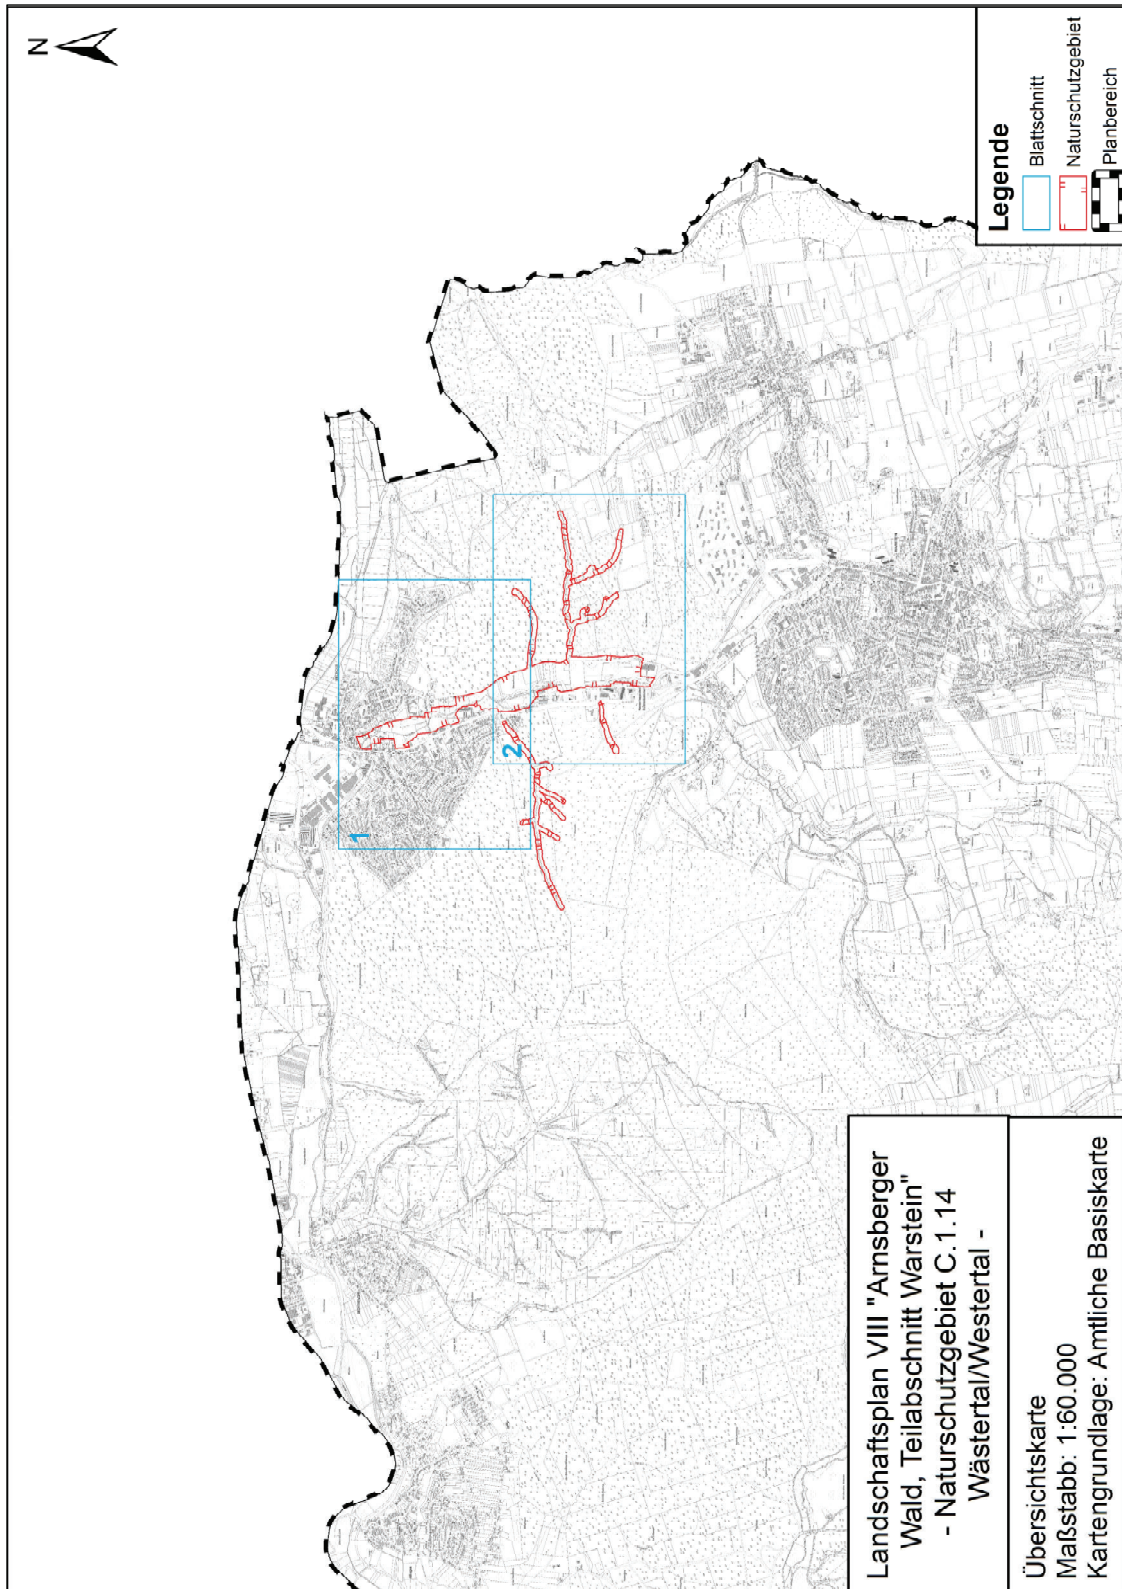 N
1
2
Legende
Blattschnitt
Naturschutzgebiet
Planbereich
Landschaftsplan VIII "Arnsberger
Wald, Teilabschnitt Warstein"
- Naturschutzgebiet C.1.14
Wästertal/Westertal -
Übersichtskarte
Maßstabb: 1:60.000
Kartengrundlage: Amtliche Basiskarte